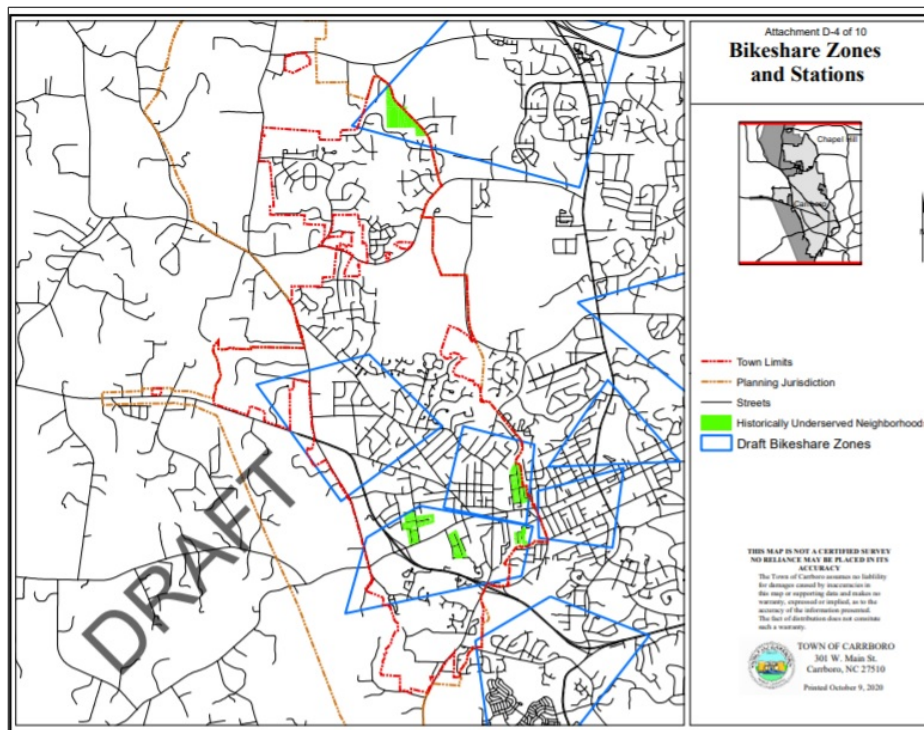 Attachment D-4 of 10
Bikeshare Zones
and Stations
Chapel Hill
Carrboro
Town Limits
Planning Jurisdiction
Streets
Historically Underserved Neighborhoods
Draft Bikeshare Zones
DRAFT
THIS MAP IS NOT A CERTIFIED SURVEY
NO RELIANCE MAY BE PLACED IN ITS
ACCURACY
The Town of Carrboro assumes no liability
for damages caused by inaccuracies in
this map or supporting data and makes no
warranty, expressed or implied, as to the
accuracy of the information presented.
The fact of distribution does not constitute
such a warranty.
TOWN OF CARRBORO
301 W. Main St.
Carrboro, NC 27510
Printed October 9, 2020